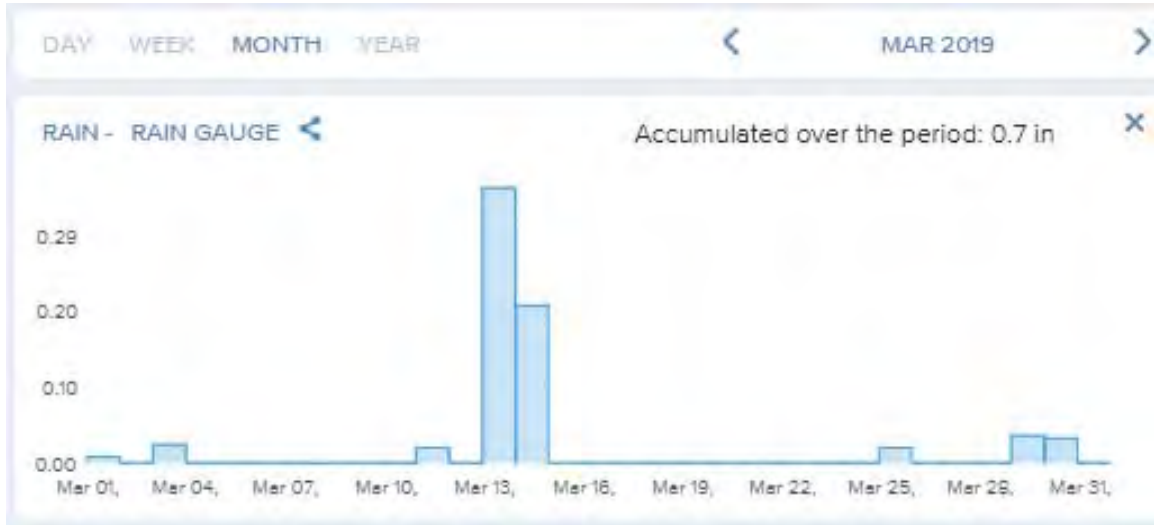 DAY WEEK MONTH YEAR < MAR 2019 >
RAIN - RAIN GAUGE Accumulated over the period: 0.7 in ×
0.29
0.20
0.10
0.00
Mar 01, Mar 04, Mar 07, Mar 10, Mar 13, Mar 16, Mar 19, Mar 22, Mar 25, Mar 28, Mar 31,